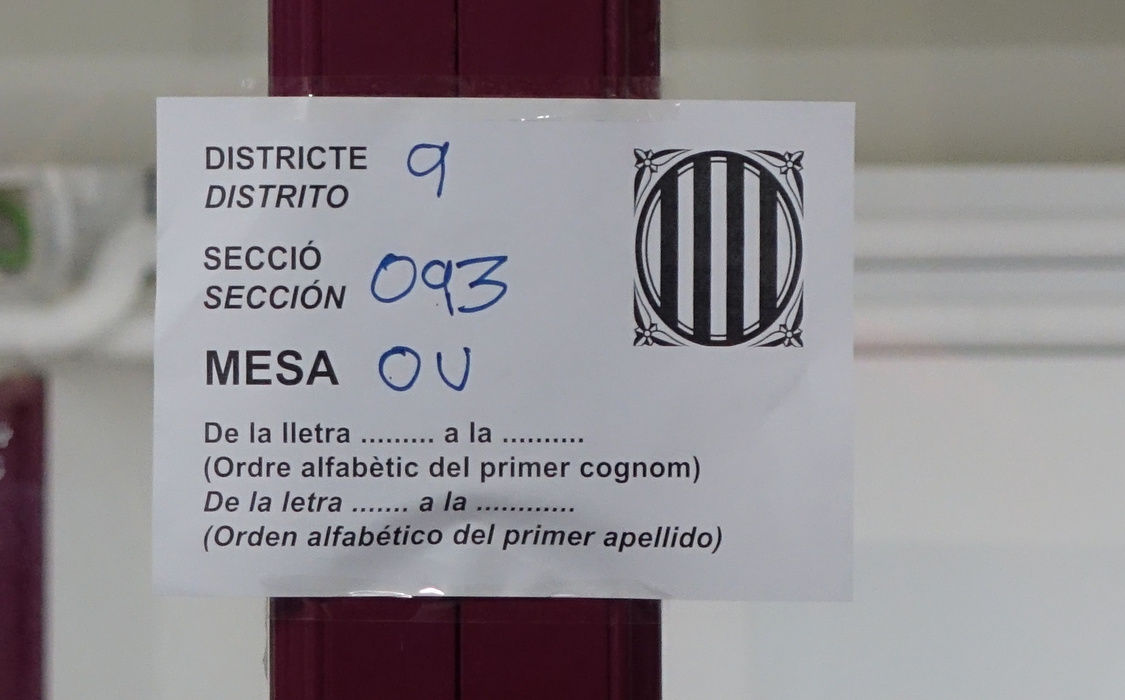 DISTRICTE 9
DISTRITO
SECCIÓ 093
SECCIÓN
MESA OU
De la lletra ......... a la ..........
(Ordre alfabètic del primer cognom)
De la letra ....... a la ............
(Orden alfabético del primer apellido)